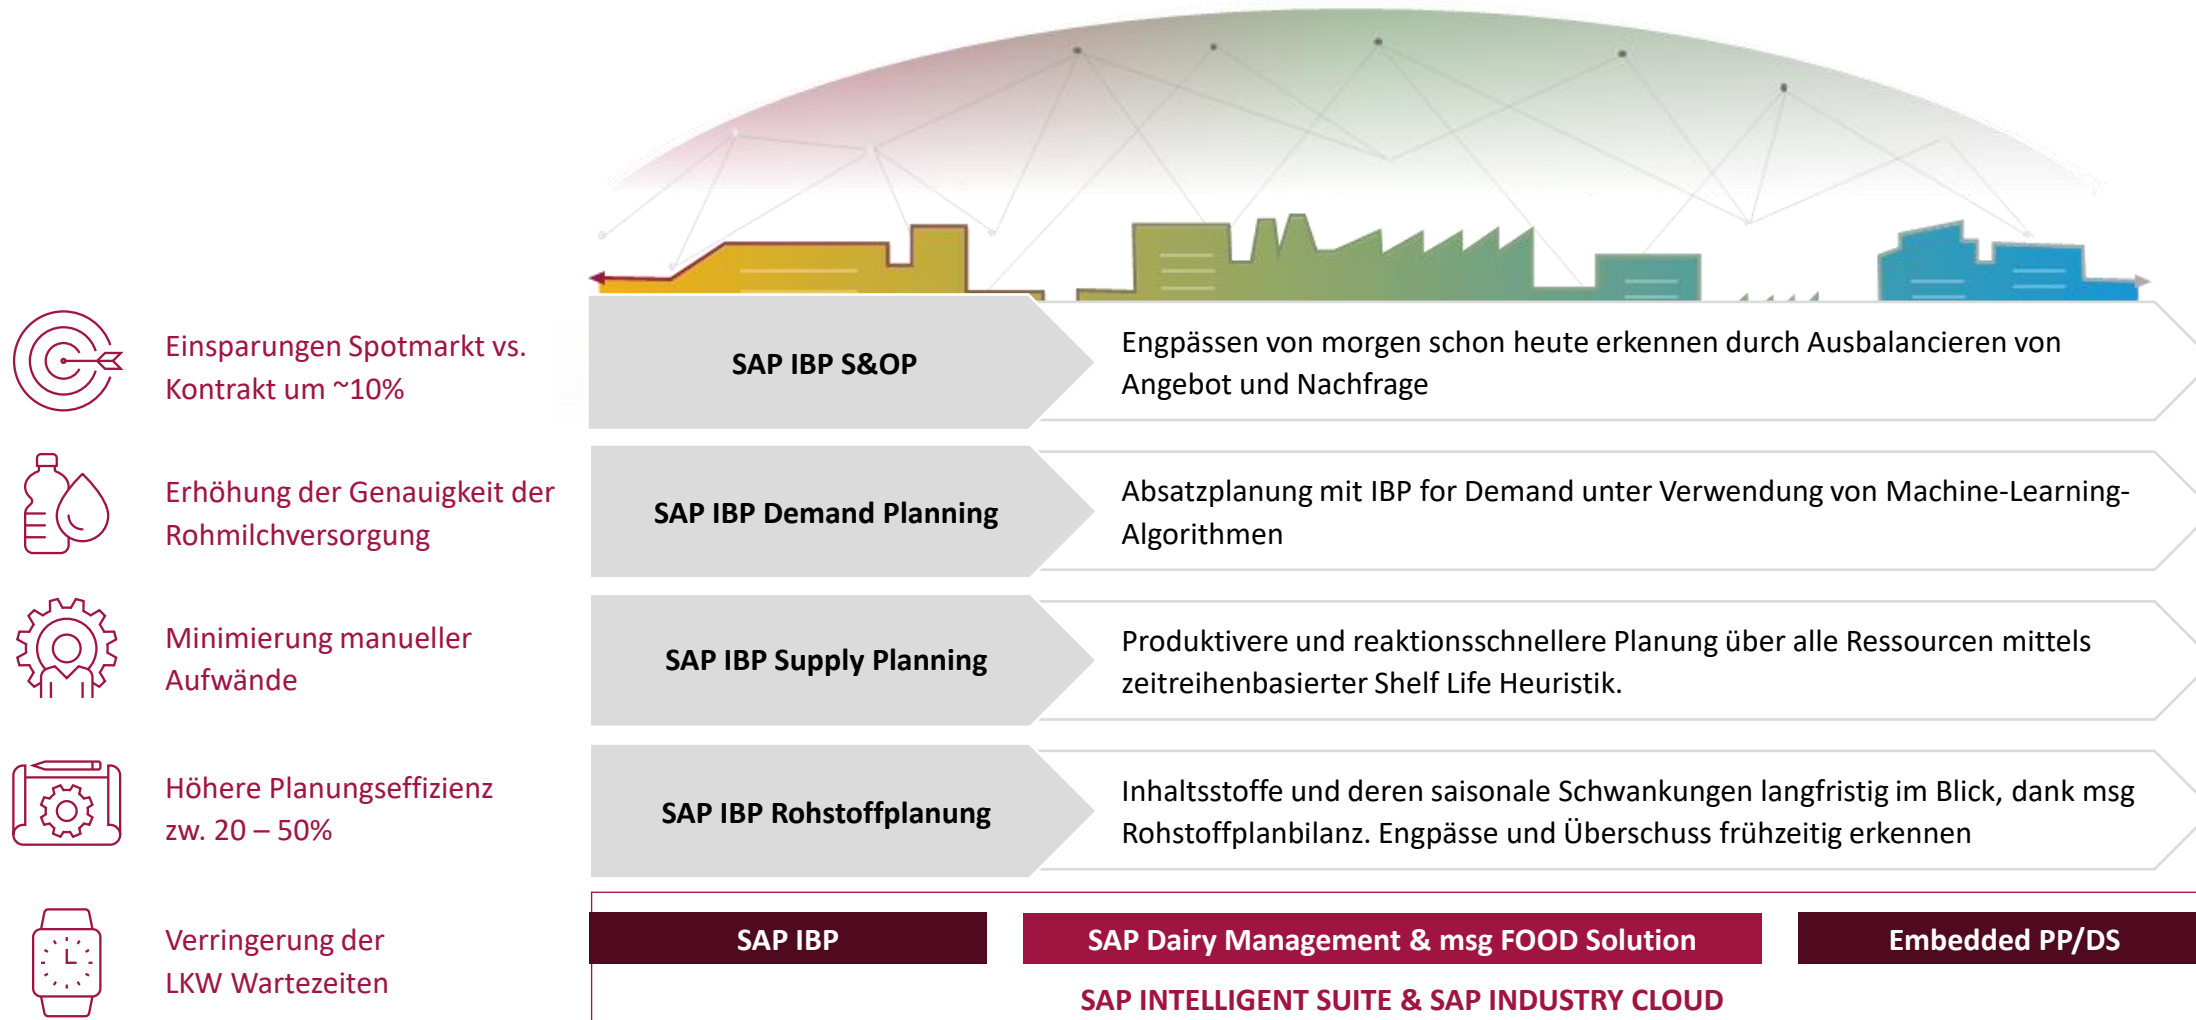 Einsparungen Spotmarkt vs.
Kontrakt um ~10%
SAP IBP S&OP
Engpässen von morgen schon heute erkennen durch Ausbalancieren von
Angebot und Nachfrage
Erhöhung der Genauigkeit der
Rohmilchversorgung
SAP IBP Demand Planning
Absatzplanung mit IBP for Demand unter Verwendung von Machine-Learning-
Algorithmen
Minimierung manueller
Aufwände
SAP IBP Supply Planning
Produktivere und reaktionsschnellere Planung über alle Ressourcen mittels
zeitreihenbasierter Shelf Life Heuristik.
Höhere Planungseffizienz
zw. 20 – 50%
SAP IBP Rohstoffplanung
Inhaltsstoffe und deren saisonale Schwankungen langfristig im Blick, dank msg
Rohstoffplanbilanz. Engpässe und Überschuss frühzeitig erkennen
Verringerung der
LKW Wartezeiten
SAP IBP
SAP Dairy Management & msg FOOD Solution
Embedded PP/DS
SAP INTELLIGENT SUITE & SAP INDUSTRY CLOUD